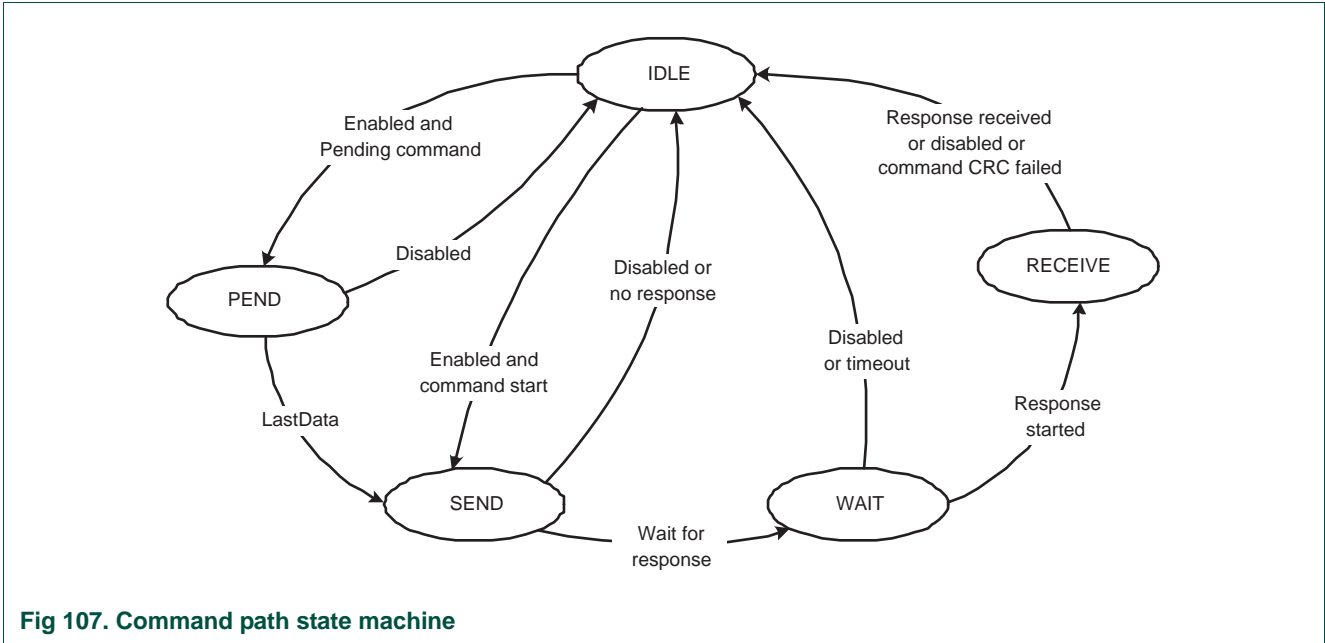 IDLE
Enabled and
Pending command
Response received
or disabled or
command CRC failed
Disabled
PEND
Disabled or
no response
RECEIVE
Enabled and
command start
Disabled
or timeout
LastData
Response
started
SEND
WAIT
Wait for
response
Fig 107. Command path state machine